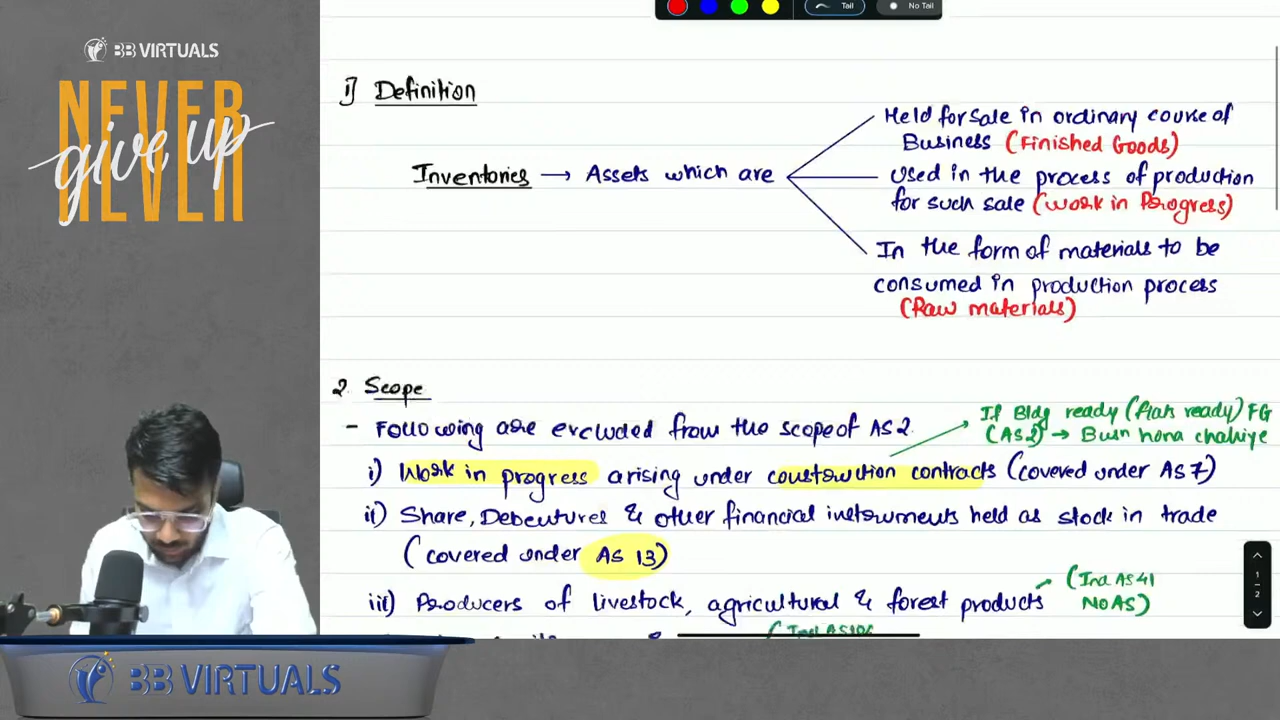 Tail
No Tail
BB VIRTUALS
NEVER
give up
NEVER
1) Definition
Inventories → Assets which are
Held for sale in ordinary course of
Business (Finished Goods)
Used in the process of production
for such sale (Work in Progress)
In the form of materials to be
consumed in production process
(Raw materials)
2. Scope
- Following are excluded from the scope of AS 2.
If Bldg ready (flats ready) FG
(AS2) → Busn hona chahiye
i) Work in progress arising under construction contracts (covered under AS 7)
ii) Share, Debentures & other financial instruments held as stock in trade
(covered under AS 13)
iii) Producers of livestock, agricultural & forest products
(Ind AS 41
No AS)
1
2
BB VIRTUALS